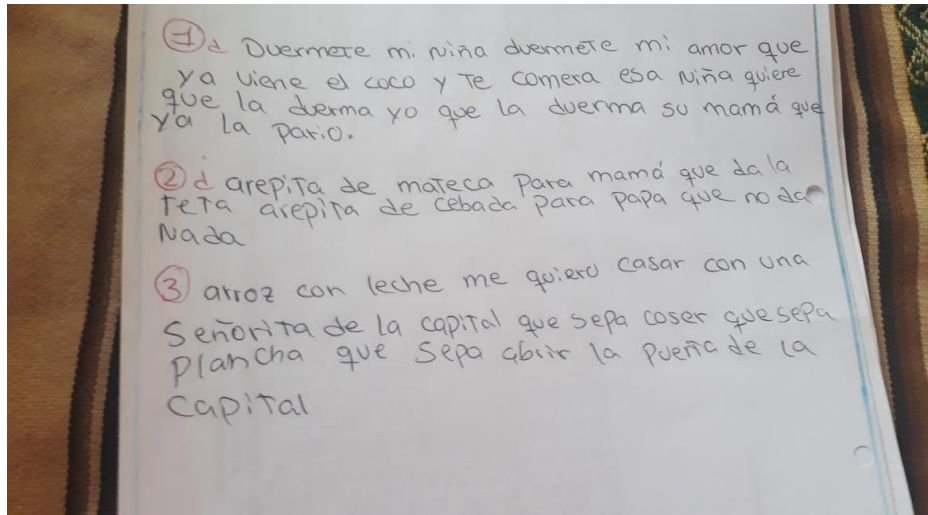 ① d Duermete mi niña duermete mi amor que
ya viene el coco y Te comera esa niña quiere
que la duerma yo que la duerma su mamá que
ya La pario.
② d arepita de mateca Para mamá que da la
teta arepita de cebada para papa que no da
Nada
③ arroz con leche me quiero casar con una
Señorita de la capital que sepa coser que sepa
plancha que sepa abrir la puerta de la
capital